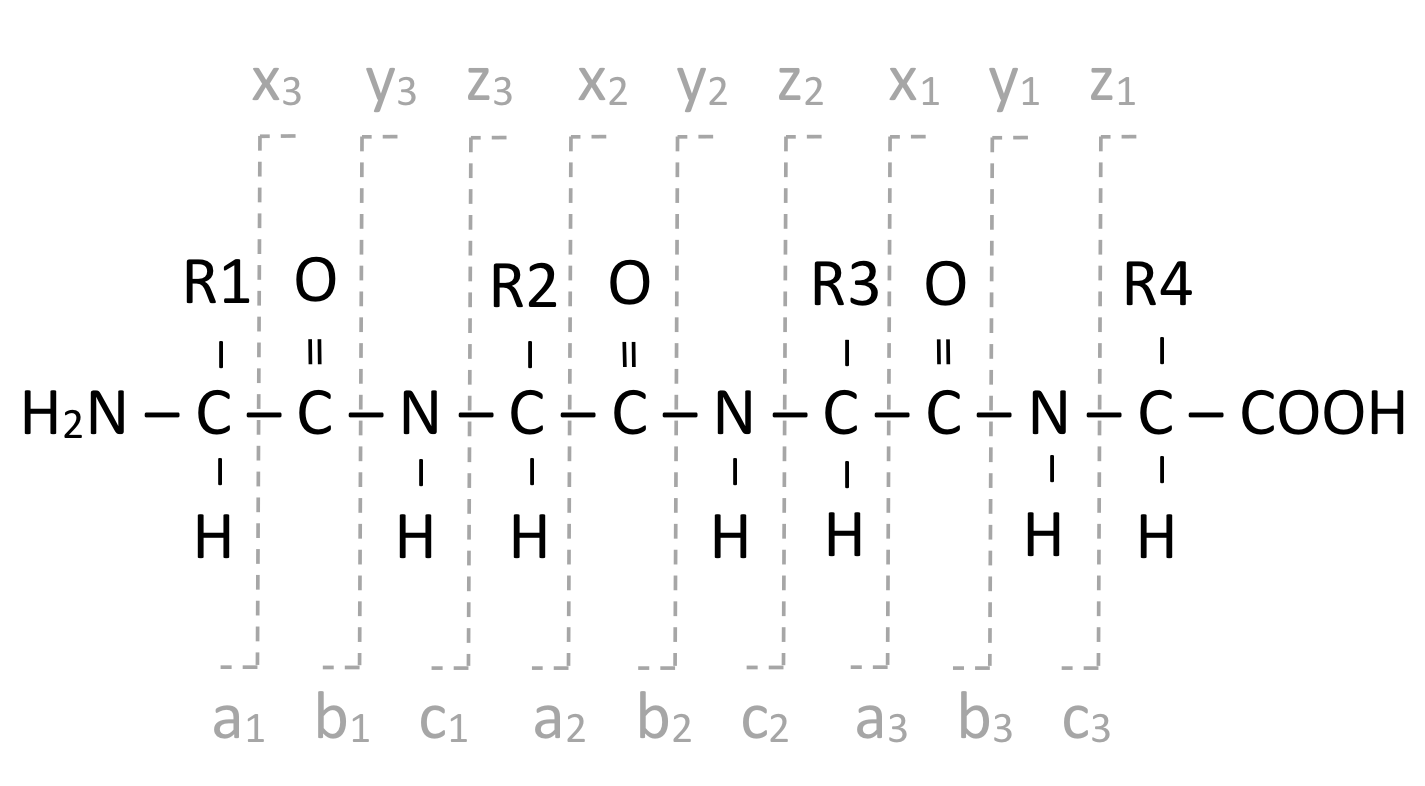 x₃ y₃ z₃ x₂ y₂ z₂ x₁ y₁ z₁
R1 O R2 O R3 O R4
H₂N – C – C – N – C – C – N – C – C – N – C – COOH
H H H H H H H
a₁ b₁ c₁ a₂ b₂ c₂ a₃ b₃ c₃